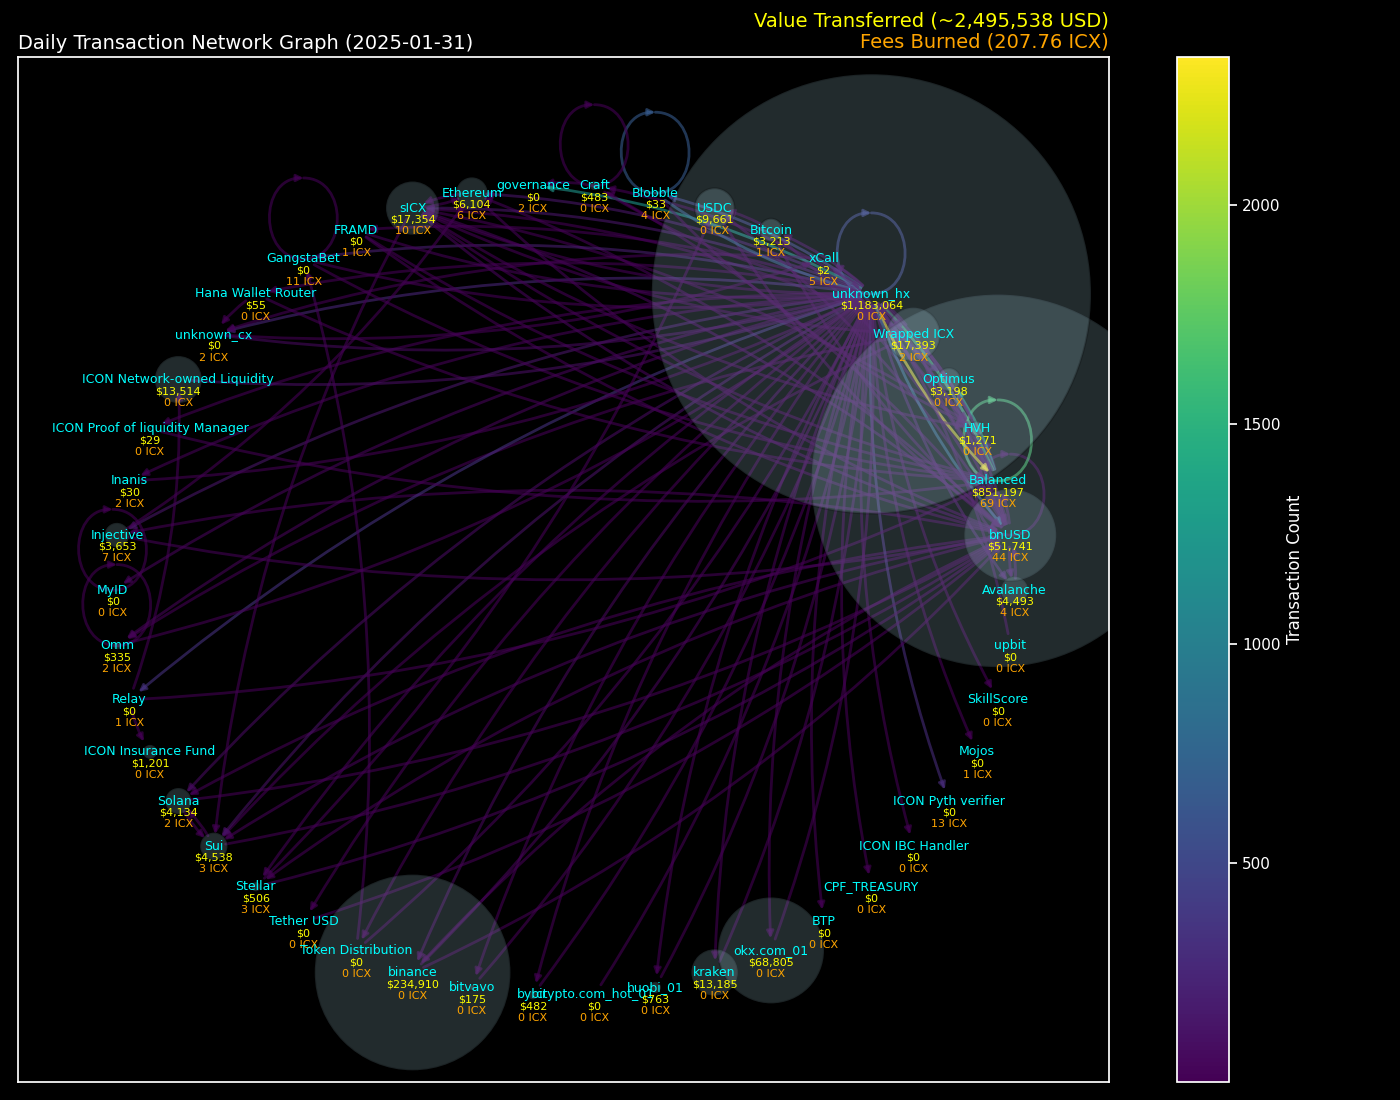 Value Transferred (~2,495,538 USD)
Daily Transaction Network Graph (2025-01-31)
Fees Burned (207.76 ICX)
governance
$0
2 ICX
Craft
$483
0 ICX
Ethereum
$6,104
6 ICX
Blobble
$33
4 ICX
sICX
$17,354
10 ICX
USDC
$9,661
0 ICX
FRAMD
$0
1 ICX
Bitcoin
$3,213
1 ICX
GangstaBet
$0
11 ICX
xCall
$2
5 ICX
Hana Wallet Router
$55
0 ICX
unknown_hx
$1,183,064
0 ICX
unknown_cx
$0
2 ICX
Wrapped ICX
$17,393
2 ICX
ICON Network-owned Liquidity
$13,514
0 ICX
Optimus
$3,198
0 ICX
ICON Proof of liquidity Manager
$29
0 ICX
HVH
$1,271
0 ICX
Inanis
$30
2 ICX
Balanced
$851,197
69 ICX
Injective
$3,653
7 ICX
bnUSD
$51,741
44 ICX
MyID
$0
0 ICX
Avalanche
$4,493
4 ICX
Omm
$335
2 ICX
upbit
$0
0 ICX
Relay
$0
1 ICX
SkillScore
$0
0 ICX
ICON Insurance Fund
$1,201
0 ICX
Mojos
$0
1 ICX
Solana
$4,134
2 ICX
ICON Pyth verifier
$0
13 ICX
Sui
$4,538
3 ICX
ICON IBC Handler
$0
0 ICX
Stellar
$506
3 ICX
CPF_TREASURY
$0
0 ICX
Tether USD
$0
0 ICX
BTP
$0
0 ICX
Token Distribution
$0
0 ICX
okx.com_01
$68,805
0 ICX
binance
$234,910
0 ICX
kraken
$13,185
0 ICX
bitvavo
$175
0 ICX
huobi_01
$763
0 ICX
bybit
$482
0 ICX
crypto.com_hot_01
$0
0 ICX
2000
1500
1000
500
Transaction Count